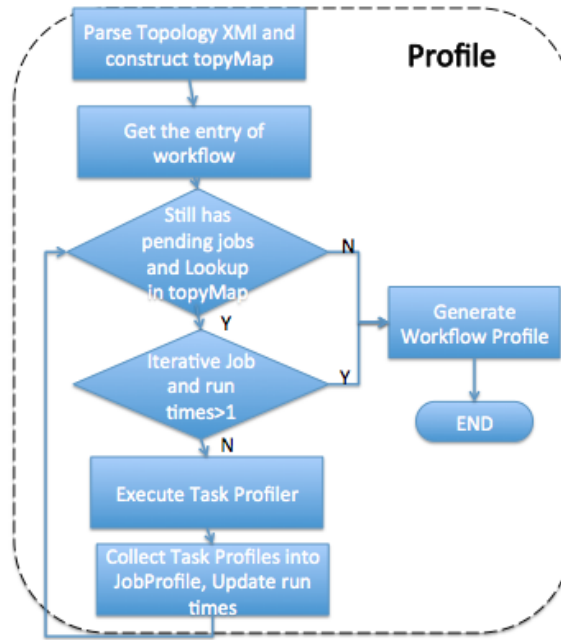 Parse Topology XMl and
construct topyMap
Profile
Get the entry of
workflow
Still has
pending jobs
and Lookup
in topyMap
N
Generate
Workflow Profile
Y
Iterative Job
and run
times>1
Y
END
N
Execute Task Profiler
Collect Task Profiles into
JobProfile, Update run
times